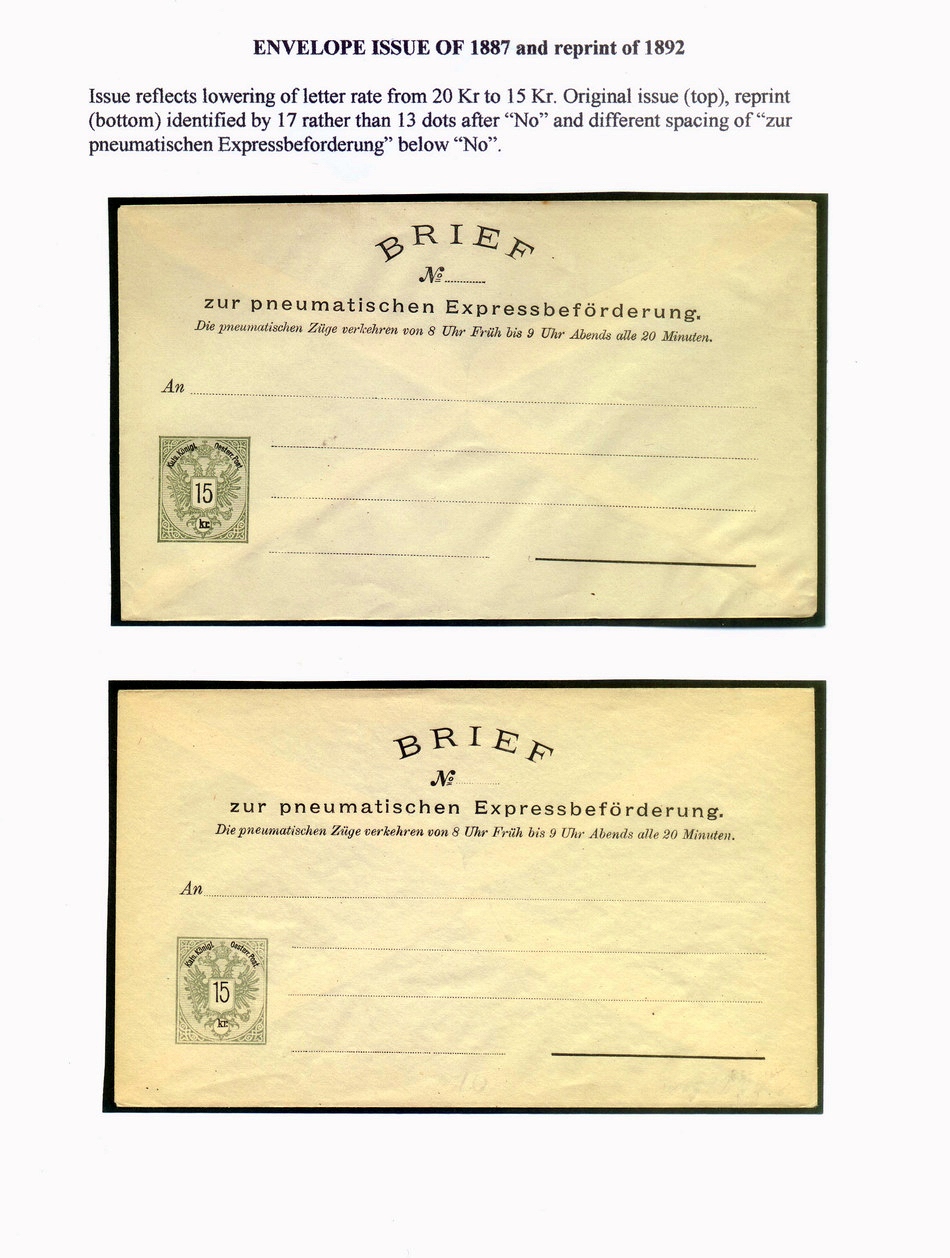 ENVELOPE ISSUE OF 1887 and reprint of 1892
Issue reflects lowering of letter rate from 20 Kr to 15 Kr. Original issue (top), reprint
(bottom) identified by 17 rather than 13 dots after “No” and different spacing of “zur
pneumatischen Expressbeforderung” below “No”.
BRIEF
No.............
zur pneumatischen Expressbeförderung.
Die pneumatischen Züge verkehren von 8 Uhr Früh bis 9 Uhr Abends alle 20 Minuten.
An
Kais. Königl. Oesterr. Post
15
kr.
BRIEF
No.................
zur pneumatischen Expressbeförderung.
Die pneumatischen Züge verkehren von 8 Uhr Früh bis 9 Uhr Abends alle 20 Minuten.
An
Kais. Königl. Oesterr. Post
15
kr.
10